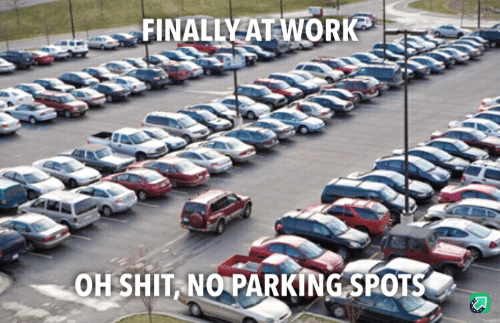 FINALLY AT WORK
OH SHIT, NO PARKING SPOTS